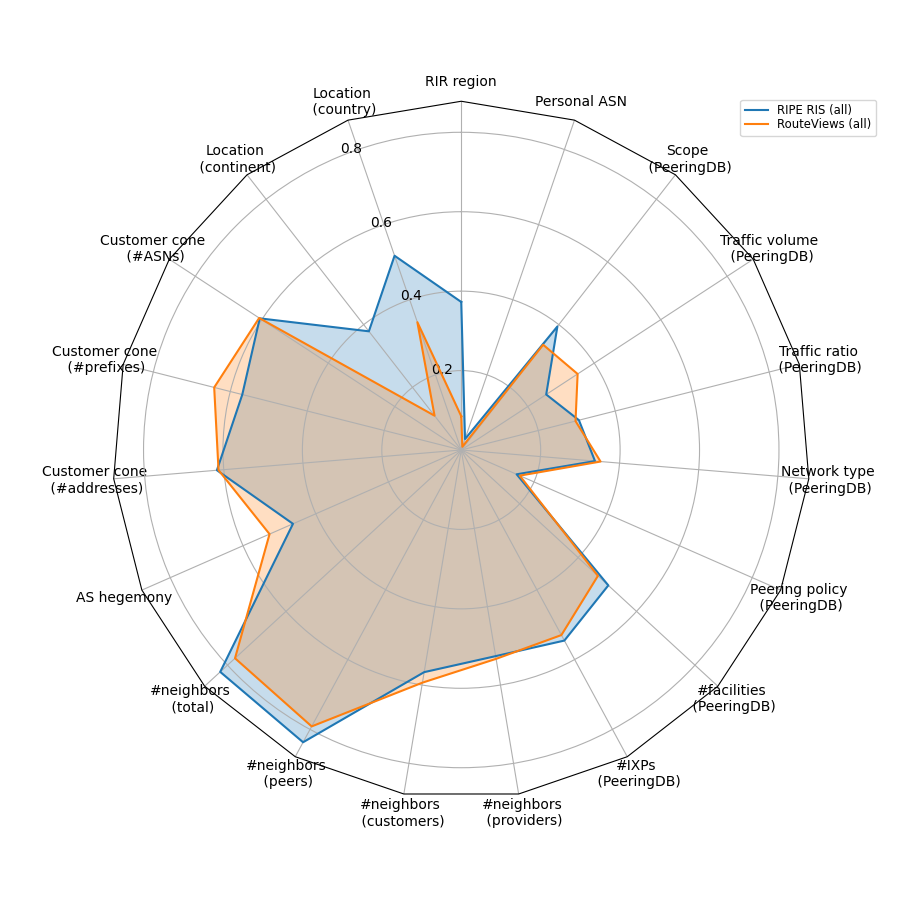 RIR region
Personal ASN
Location
(country)
RIPE RIS (all)
RouteViews (all)
Scope
(PeeringDB)
Location
(continent)
0.8
0.6
0.4
0.2
Traffic volume
(PeeringDB)
Customer cone
(#ASNs)
Traffic ratio
(PeeringDB)
Customer cone
(#prefixes)
Network type
(PeeringDB)
Customer cone
(#addresses)
Peering policy
(PeeringDB)
AS hegemony
#facilities
(PeeringDB)
#neighbors
(total)
#IXPs
(PeeringDB)
#neighbors
(peers)
#neighbors
(customers)
#neighbors
(providers)